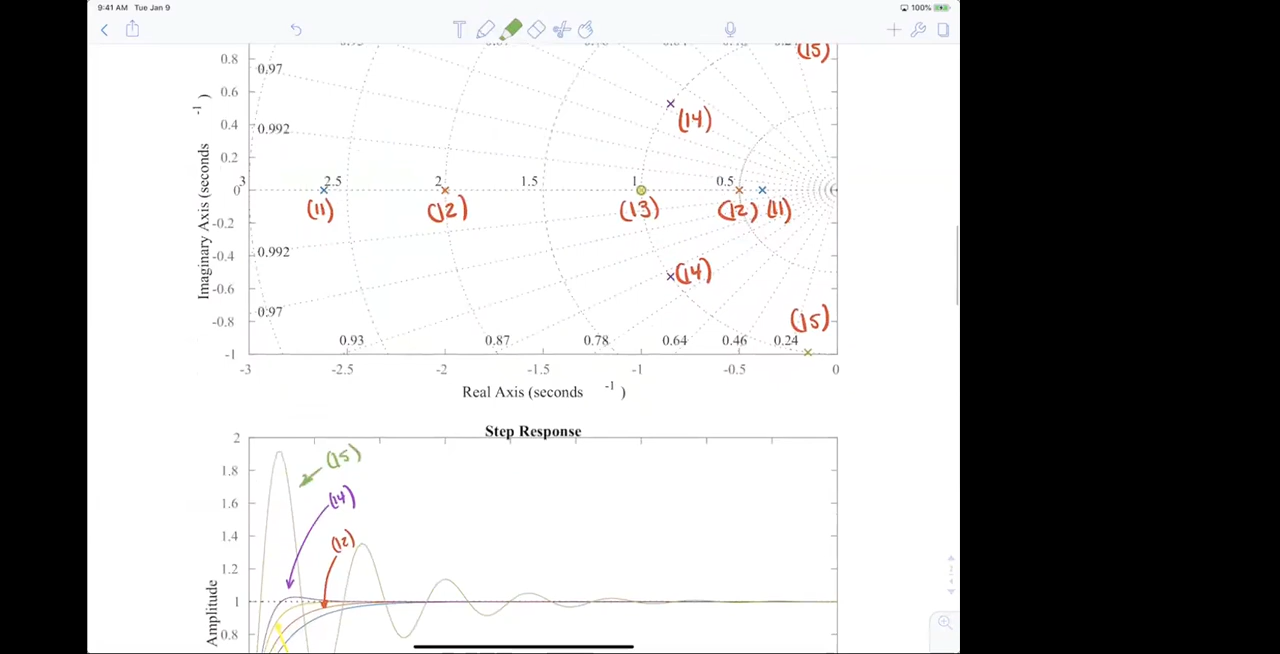 9:41 AM Tue Jan 9
100%
T
(15)
0.8
0.97
0.6
(14)
0.4
0.992
0.2
3 2.5 2 1.5 1 0.5
0
(11) (12) (13) (12) (11)
-0.2
0.992
-0.4
(14)
-0.6
0.97
-0.8
(15)
0.93 0.87 0.78 0.64 0.46 0.24
-1
-3 -2.5 -2 -1.5 -1 -0.5 0
Imaginary Axis (seconds -1 )
Real Axis (seconds -1 )
Step Response
2
(15)
1.8
(14)
1.6
(12)
1.4
1.2
1
0.8
Amplitude